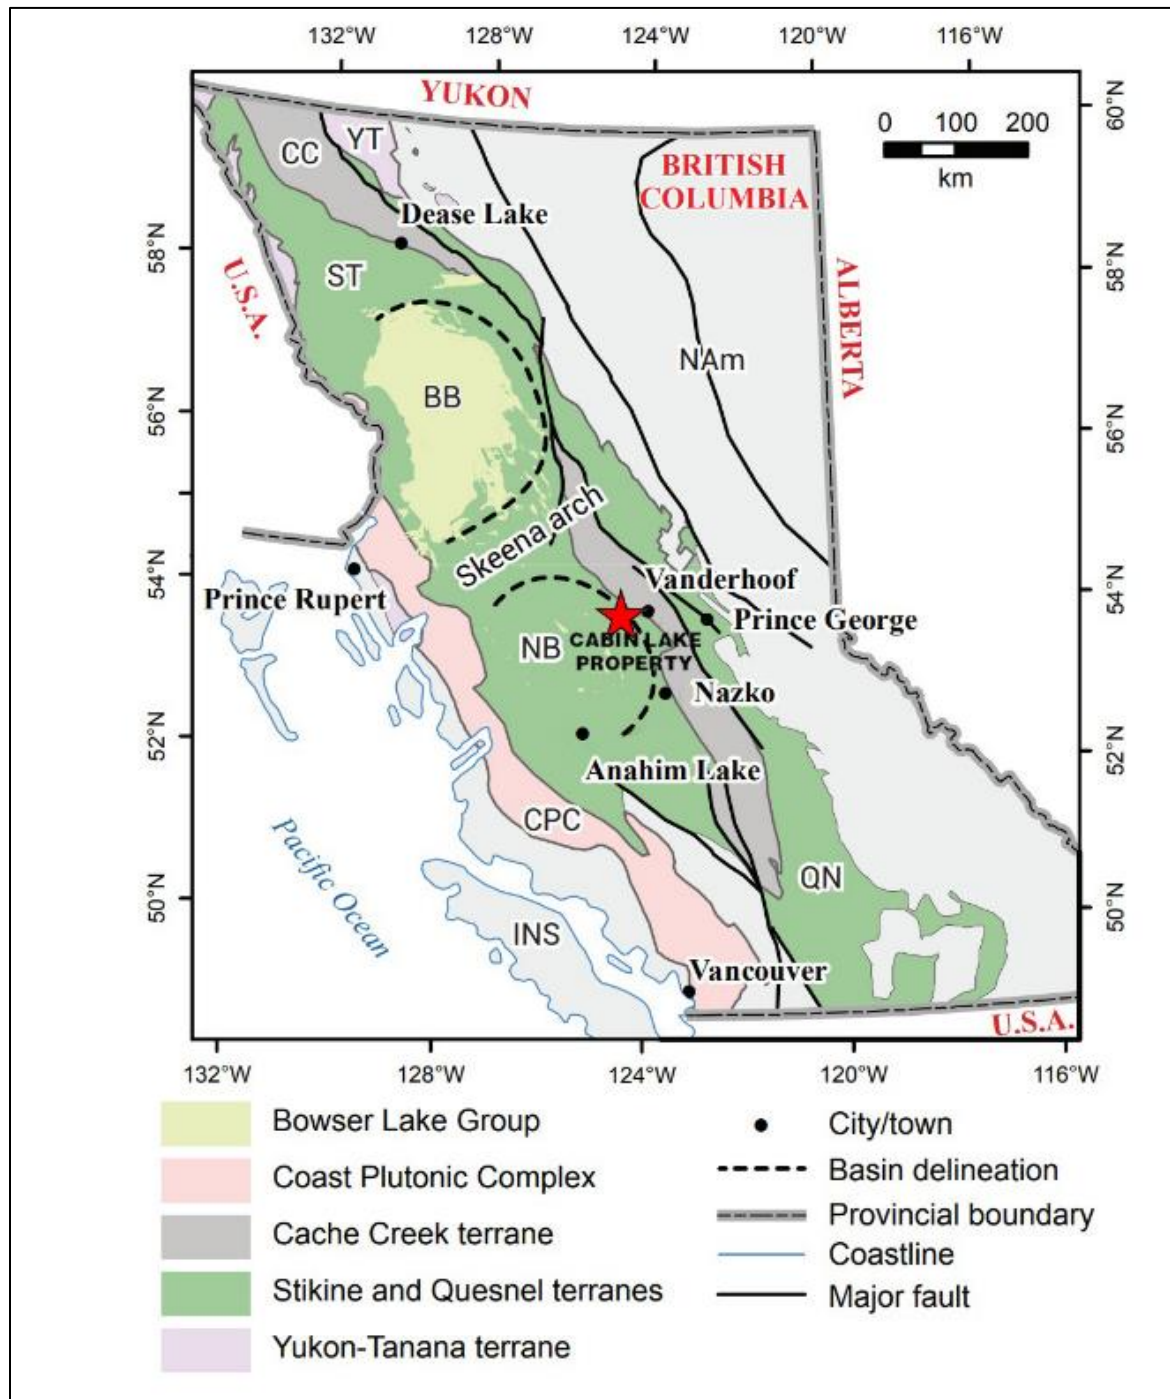 132°W 128°W 124°W 120°W 116°W
YUKON
60°N
0 100 200
km
CC
YT
BRITISH
COLUMBIA
Dease Lake
58°N
58°N
ST
U.S.A.
ALBERTA
NAm
BB
56°N
56°N
Skeena arch
54°N
54°N
Vanderhoof
Prince Rupert
Prince George
NB
CABIN LAKE
PROPERTY
Nazko
52°N
52°N
Anahim Lake
CPC
Pacific Ocean
QN
50°N
50°N
INS
Vancouver
U.S.A.
132°W 128°W 124°W 120°W 116°W
Bowser Lake Group
Coast Plutonic Complex
Cache Creek terrane
Stikine and Quesnel terranes
Yukon-Tanana terrane
City/town
Basin delineation
Provincial boundary
Coastline
Major fault